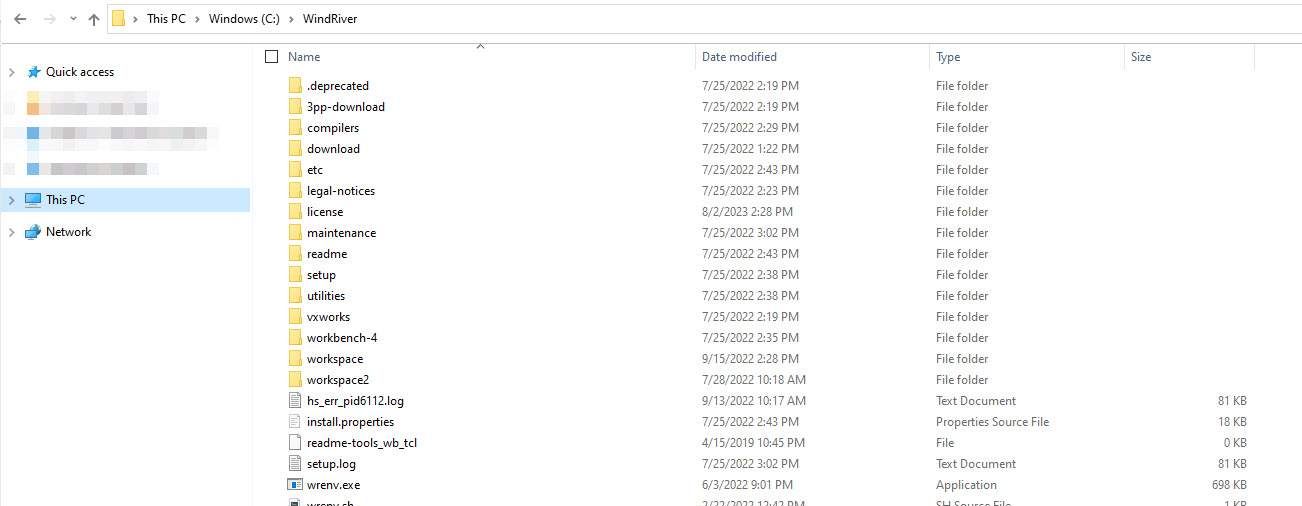 This PC > Windows (C:) > WindRiver
Name Date modified Type Size
Quick access
This PC
Network
.deprecated 7/25/2022 2:19 PM File folder
3pp-download 7/25/2022 2:19 PM File folder
compilers 7/25/2022 2:29 PM File folder
download 7/25/2022 1:22 PM File folder
etc 7/25/2022 2:43 PM File folder
legal-notices 7/25/2022 2:23 PM File folder
license 8/2/2023 2:28 PM File folder
maintenance 7/25/2022 3:02 PM File folder
readme 7/25/2022 2:43 PM File folder
setup 7/25/2022 2:38 PM File folder
utilities 7/25/2022 2:38 PM File folder
vxworks 7/25/2022 2:19 PM File folder
workbench-4 7/25/2022 2:35 PM File folder
workspace 9/15/2022 2:28 PM File folder
workspace2 7/28/2022 10:18 AM File folder
hs_err_pid6112.log 9/13/2022 10:17 AM Text Document 81 KB
install.properties 7/25/2022 2:43 PM Properties Source File 18 KB
readme-tools_wb_tcl 4/15/2019 10:45 PM File 0 KB
setup.log 7/25/2022 3:02 PM Text Document 81 KB
wrenv.exe 6/3/2022 9:01 PM Application 698 KB
wrenv.sh 2/22/2022 12:42 PM SH Source File 1 KB